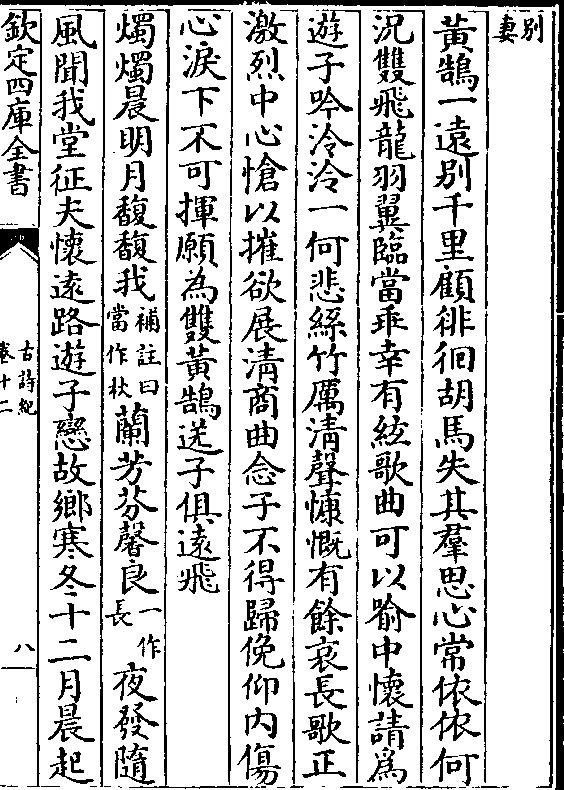 别
妻
黄鵠一遠别千里顧徘徊胡馬失其羣思心常依依何
況雙飛龍羽翼臨當乖幸有絃歌曲可以喻中懷請爲
遊子吟泠泠一何悲絲竹厲清聲慷慨有餘哀長歌正
激烈中心愴以摧欲展清商曲念子不得歸俛仰内傷
心淚下不可揮願為雙黄鵠送子俱遠飛
燭燭晨明月馥馥我補註曰當作秋蘭芳芬馨良一作長夜發隨
風聞我堂征夫懷逺路遊子戀故鄉寒冬十二月晨起
欽定四庫全書
古詩紀
卷十二
八